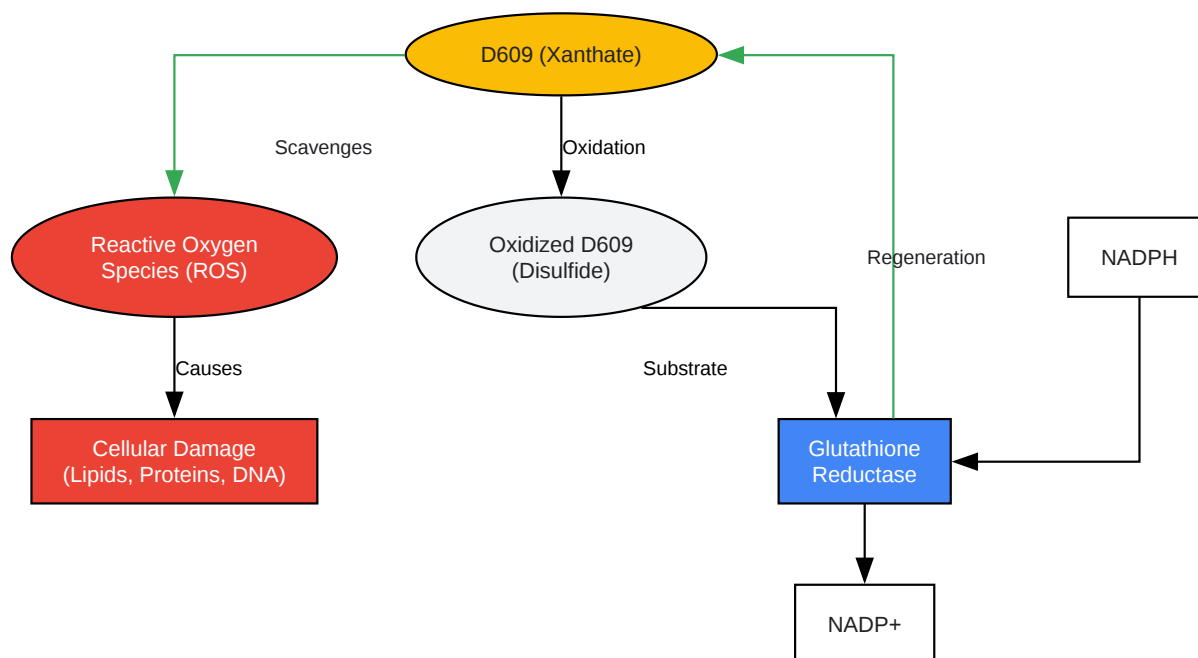 D609 (Xanthate)
Scavenges
Oxidation
Reactive Oxygen
Species (ROS)
Oxidized D609
(Disulfide)
Regeneration
NADPH
Causes
Substrate
Cellular Damage
(Lipids, Proteins, DNA)
Glutathione
Reductase
NADP+